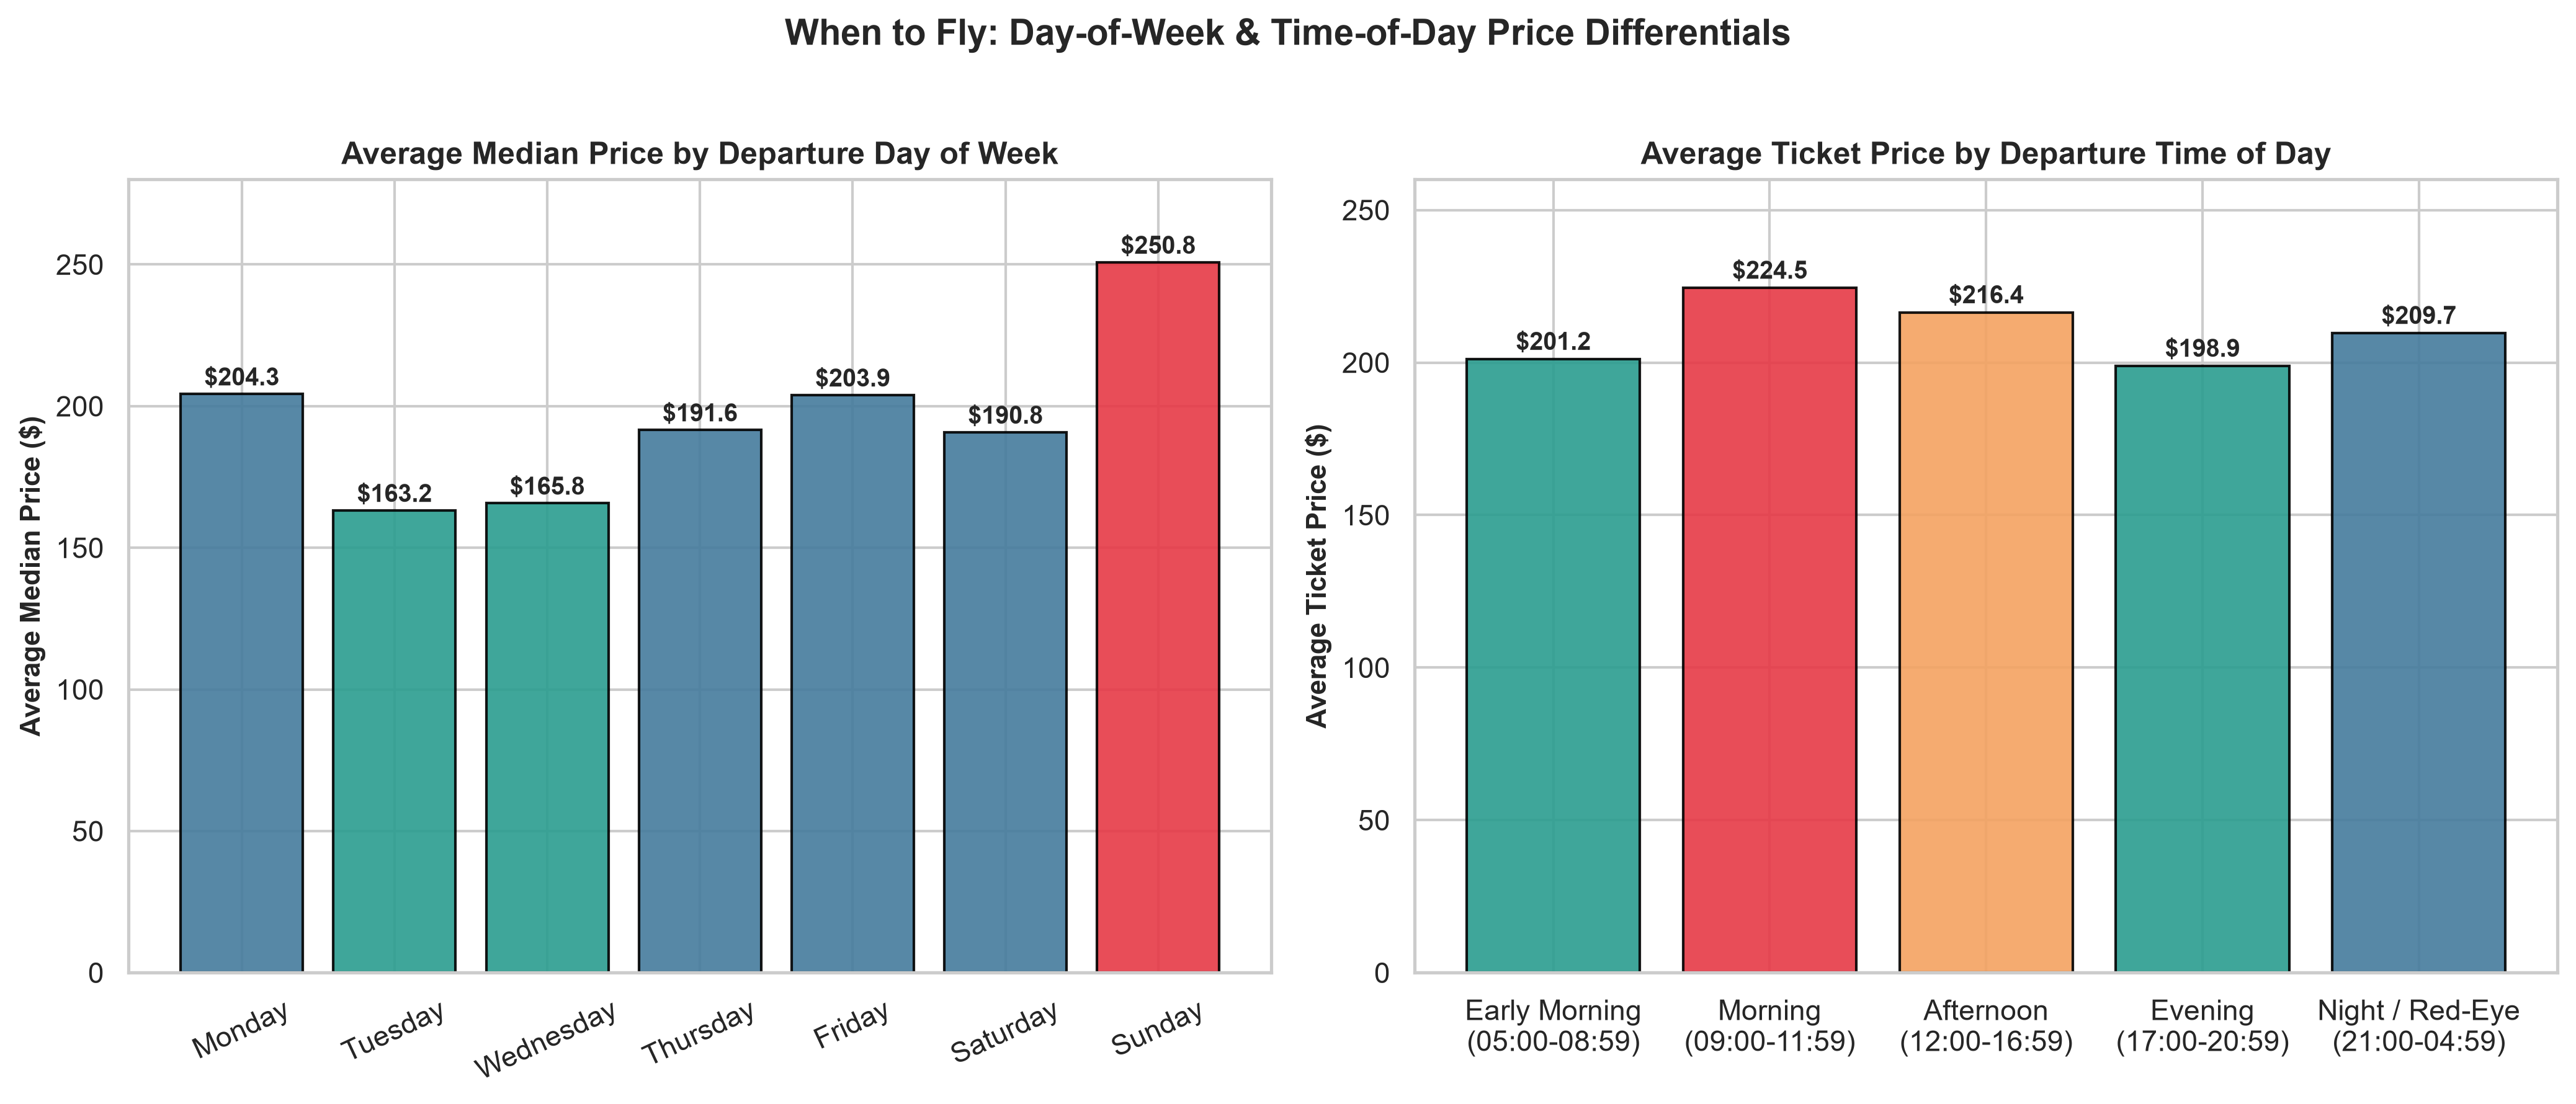 When to Fly: Day-of-Week & Time-of-Day Price Differentials
Average Median Price by Departure Day of Week
Average Median Price ($)
250
200
150
100
50
0
$204.3
$163.2
$165.8
$191.6
$203.9
$190.8
$250.8
Monday
Tuesday
Wednesday
Thursday
Friday
Saturday
Sunday
Average Ticket Price by Departure Time of Day
Average Ticket Price ($)
250
200
150
100
50
0
$201.2
$224.5
$216.4
$198.9
$209.7
Early Morning
(05:00-08:59)
Morning
(09:00-11:59)
Afternoon
(12:00-16:59)
Evening
(17:00-20:59)
Night / Red-Eye
(21:00-04:59)